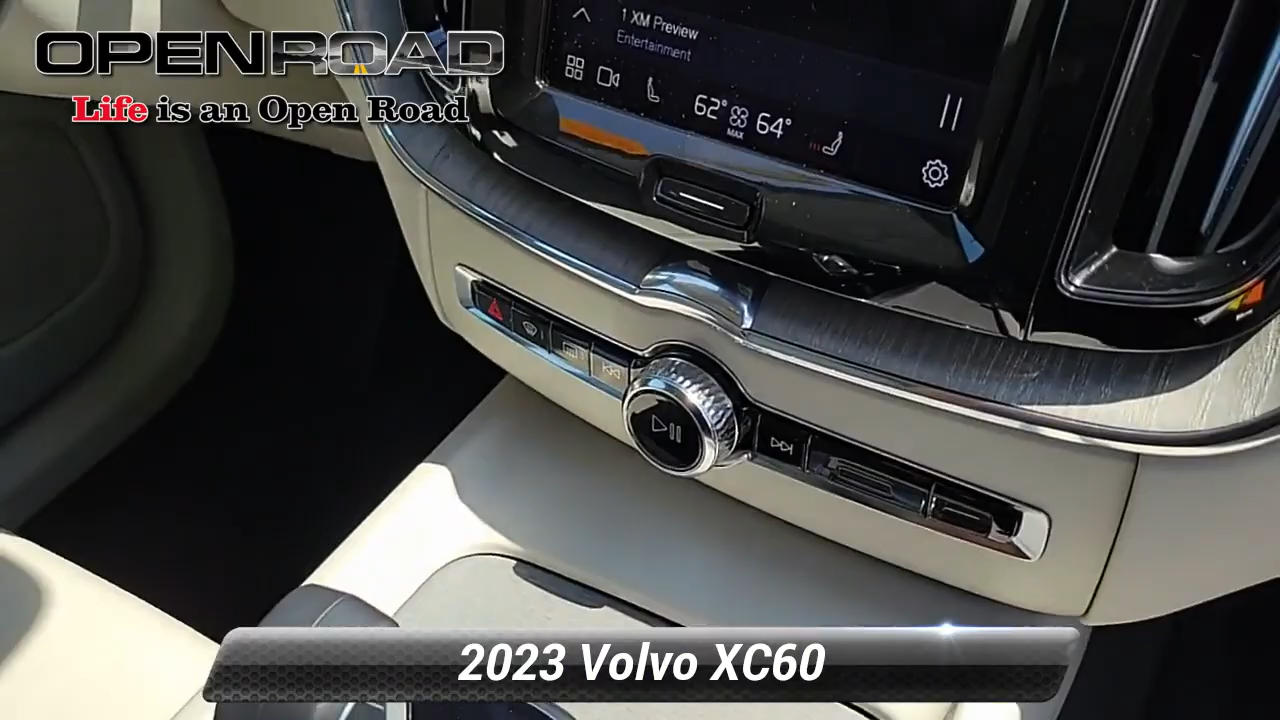 OPENROAD
Life is an Open Road
1 XM Preview
Entertainment
62° MAX 64°
2023 Volvo XC60